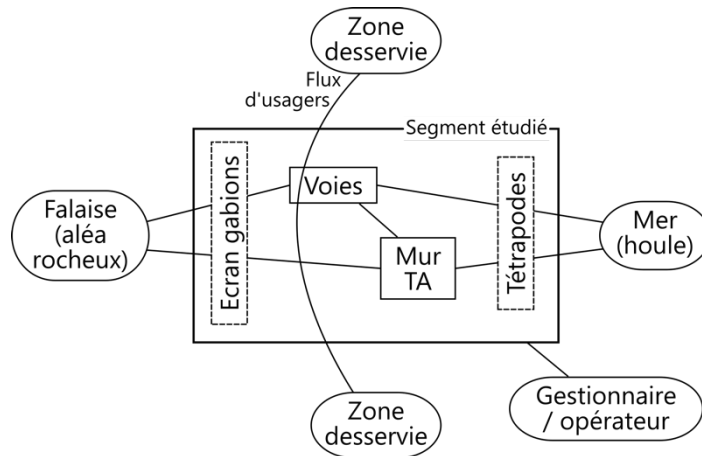 Zone
desservie
Flux
d'usagers
Segment étudié
Ecran gabions
Voies
Tétrapodes
Falaise
(aléa
rocheux)
Mur
TA
Mer
(houle)
Zone
desservie
Gestionnaire
/ opérateur